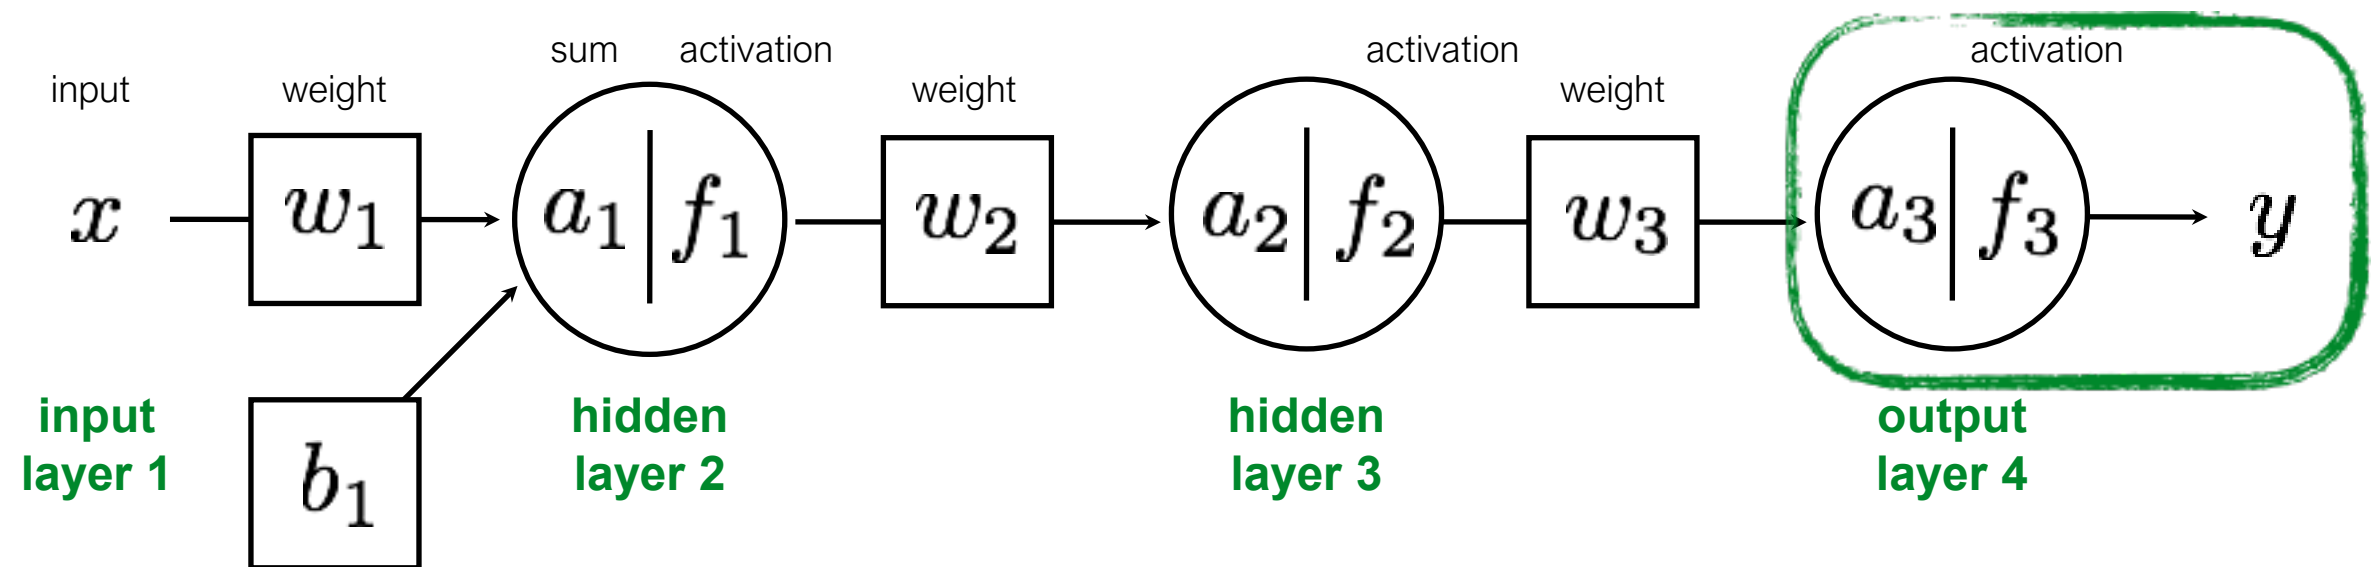 sum activation activation activation
input weight weight weight
x w₁ a₁ f₁ w₂ a₂ f₂ w₃ a₃ f₃ y
input hidden hidden output
layer 1 layer 2 layer 3 layer 4
b₁